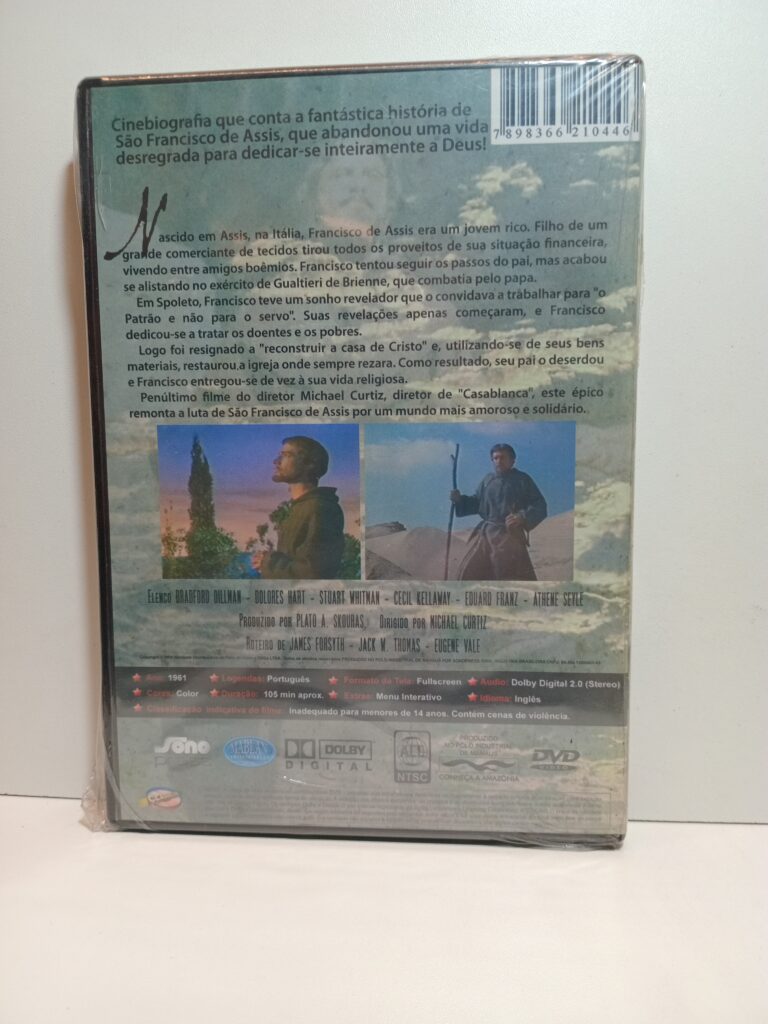 Cinebiografia que conta a fantástica história de
São Francisco de Assis, que abandonou uma vida
desregrada para dedicar-se inteiramente a Deus!
7 898366 210446
Nascido em Assis, na Itália, Francisco de Assis era um jovem rico. Filho de um
grande comerciante de tecidos tirou todos os proveitos de sua situação financeira,
vivendo entre amigos boêmios. Francisco tentou seguir os passos do pai, mas acabou
se alistando no exército de Gualtieri de Brienne, que combatia pelo papa.
Em Spoleto, Francisco teve um sonho revelador que o convidava a trabalhar para "o
Patrão e não para o servo". Suas revelações apenas começaram, e Francisco
dedicou-se a tratar os doentes e os pobres.
Logo foi resignado a "reconstruir a casa de Cristo" e, utilizando-se de seus bens
materiais, restaurou a igreja onde sempre rezara. Como resultado, seu pai o deserdou
e Francisco entregou-se de vez à sua vida religiosa.
Penúltimo filme do diretor Michael Curtiz, diretor de "Casablanca", este épico
remonta a luta de São Francisco de Assis por um mundo mais amoroso e solidário.
Elenco BRADFORD DILLMAN - DOLORES HART - STUART WHITMAN - CECIL KELLAWAY - EDUARD FRANZ - ATHENE SEYLE
Produzido por PLATO A. SKOURAS, Dirigido por MICHAEL CURTIZ
Roteiro de JAMES FORSYTH - JACK W. THOMAS - EUGENE VALE
Ano: 1961 Legendas: Português Formato da Tela: Fullscreen Audio: Dolby Digital 2.0 (Stereo)
Cores: Color Duração: 105 min aprox. Extras: Menu Interativo Idioma: Inglês
Classificação indicativa do filme: Inadequado para menores de 14 anos. Contém cenas de violência.
Sono
DOLBY
DIGITAL
ALL
NTSC
PRODUZIDO
NO POLO INDUSTRIAL
DE MANAUS
CONHEÇA A AMAZÔNIA
DVD
VIDEO